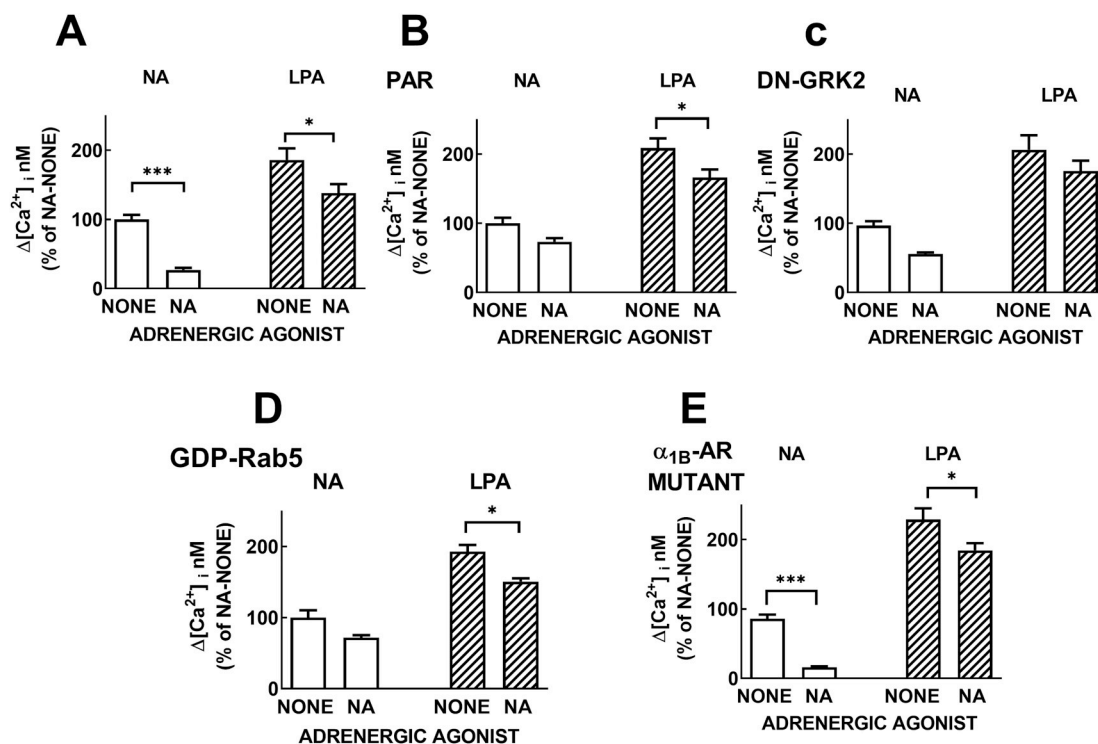 A
NA
LPA
Δ[Ca²⁺] i nM
(% of NA-NONE)
200
100
0
***
*
NONE NA NONE NA
ADRENERGIC AGONIST
B
PAR
NA
LPA
Δ[Ca²⁺] i nM
(% of NA-NONE)
200
100
0
*
NONE NA NONE NA
ADRENERGIC AGONIST
c
DN-GRK2
NA
LPA
Δ[Ca²⁺] i nM
(% of NA-NONE)
200
100
0
NONE NA NONE NA
ADRENERGIC AGONIST
D
GDP-Rab5
NA
LPA
Δ[Ca²⁺] i nM
(% of NA-NONE)
200
100
0
*
NONE NA NONE NA
ADRENERGIC AGONIST
E
α1B-AR
MUTANT
NA
LPA
Δ[Ca²⁺] i nM
(% of NA-NONE)
200
100
0
***
*
NONE NA NONE NA
ADRENERGIC AGONIST